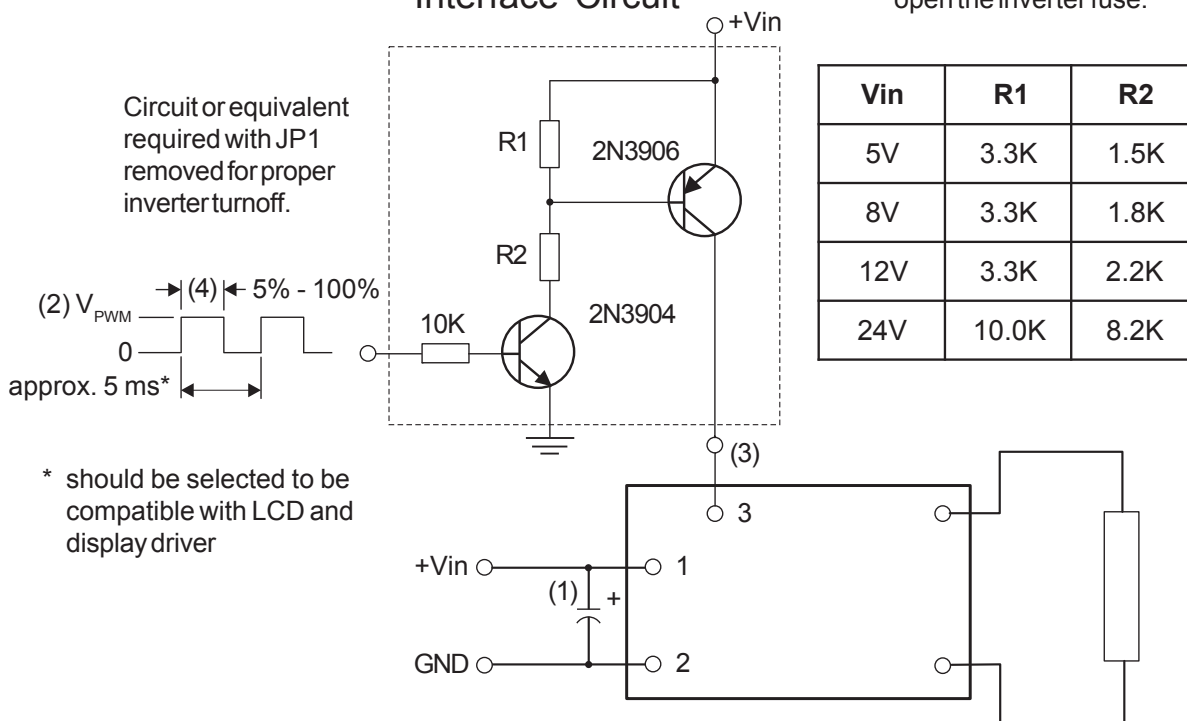 Interface Circuit
open the inverter fuse.
+Vin
Circuit or equivalent
required with JP1
removed for proper
inverter turnoff.
R1
2N3906
R2
(2) VPWM
(4)
5% - 100%
0
approx. 5 ms*
10K
2N3904
Vin R1 R2
5V 3.3K 1.5K
8V 3.3K 1.8K
12V 3.3K 2.2K
24V 10.0K 8.2K
* should be selected to be
compatible with LCD and
display driver
(3)
3
+Vin
1
(1)
+
GND
2